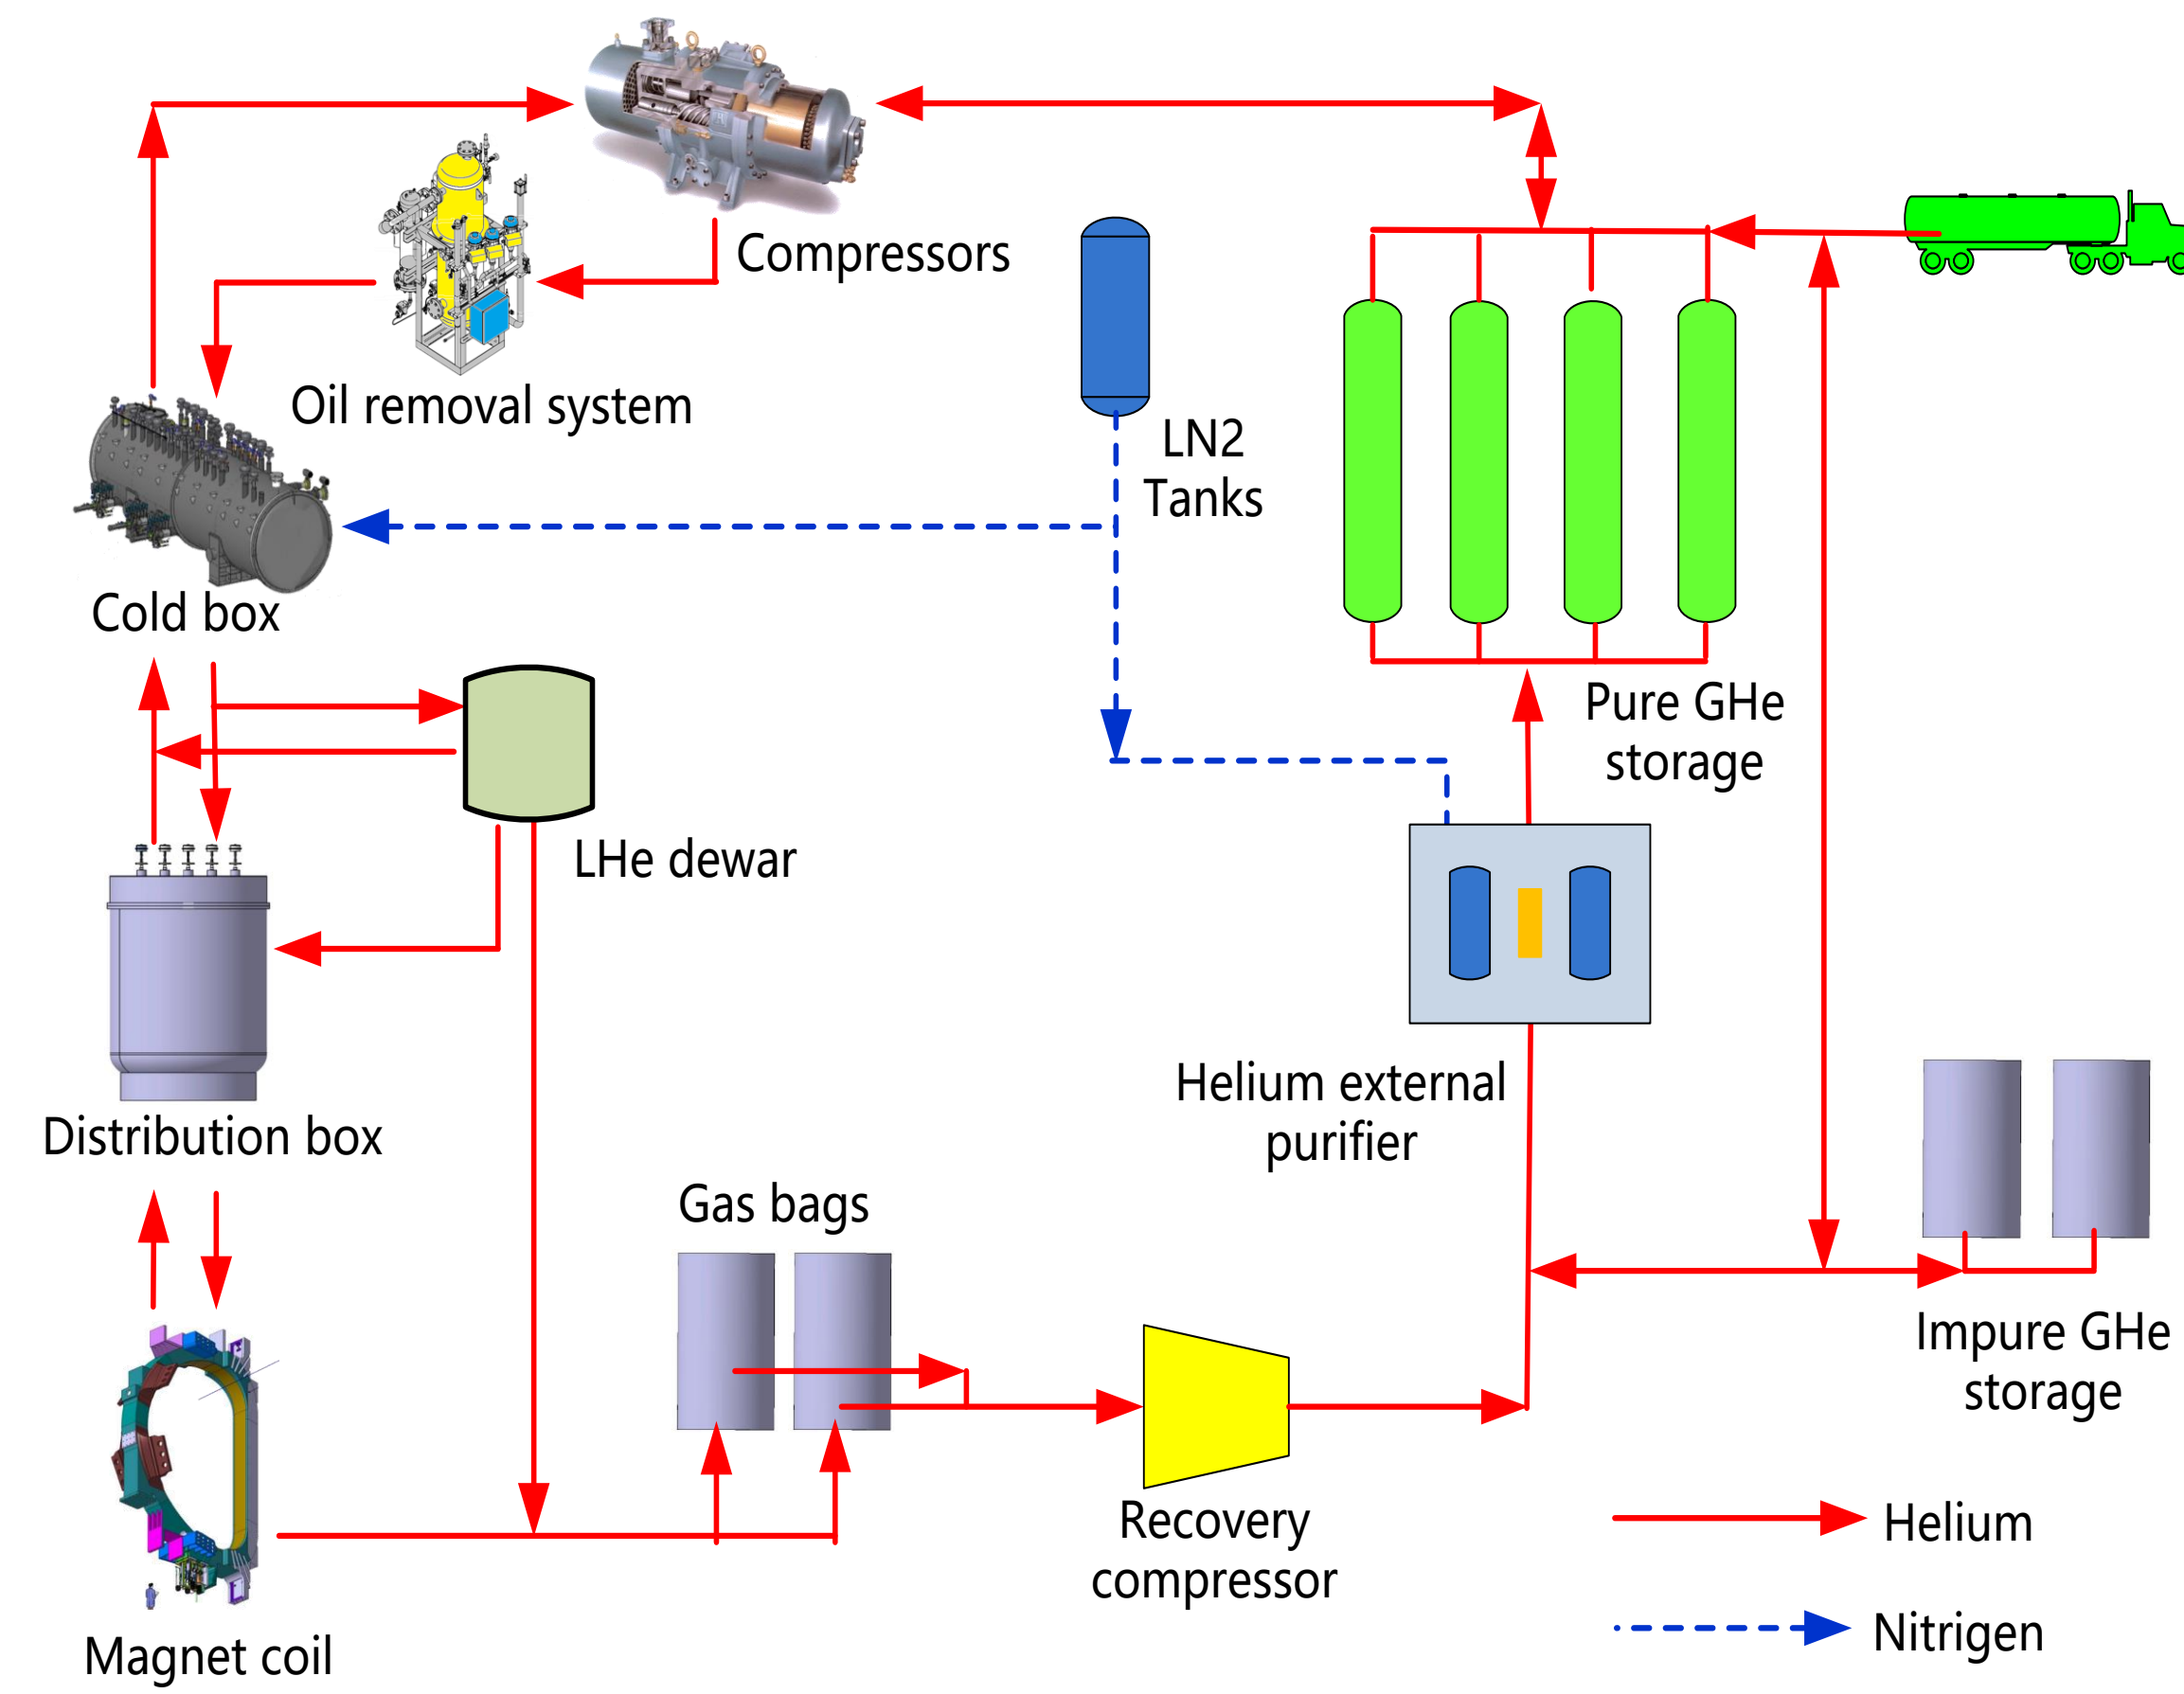 Compressors
Oil removal system
LN2
Tanks
Cold box
Pure GHe
storage
LHe dewar
Helium external
purifier
Distribution box
Gas bags
Impure GHe
storage
Recovery
compressor
Helium
Nitrigen
Magnet coil